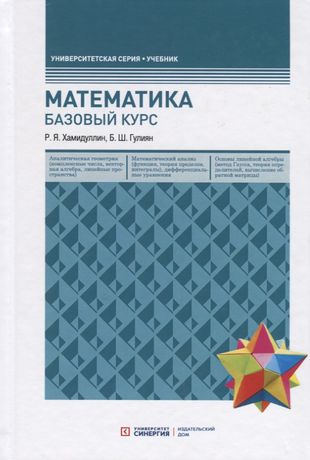 УНИВЕРСИТЕТСКАЯ СЕРИЯ • УЧЕБНИК
МАТЕМАТИКА
БАЗОВЫЙ КУРС
Р. Я. Хамидуллин, Б. Ш. Гулиян
Аналитическая геометрия
(комплексные числа, вектор-
ная алгебра, линейные про-
странства)
Математический анализ
(функция, теория пределов,
интегралы), дифференциаль-
ные уравнения
Основы линейной алгебры
(метод Гаусса, теория опре-
делителей, вычисление об-
ратной матрицы)
УНИВЕРСИТЕТ
СИНЕРГИЯ
ИЗДАТЕЛЬСКИЙ
ДОМ